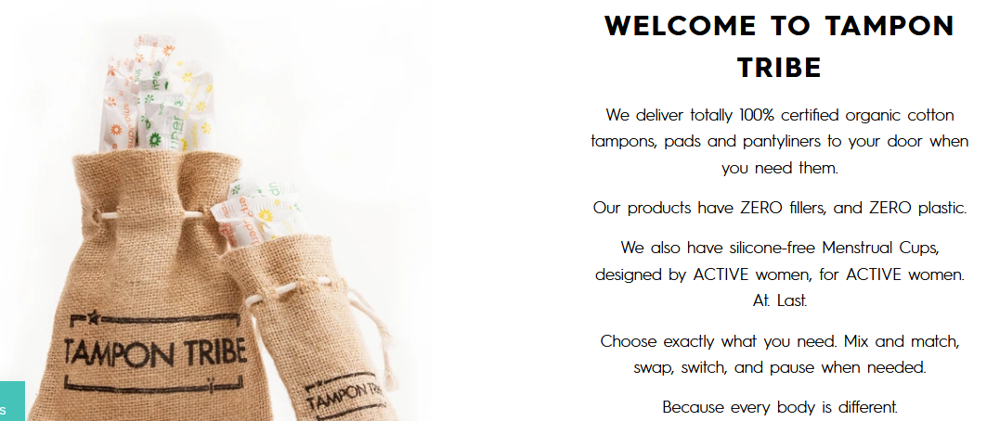 WELCOME TO TAMPON
TRIBE
We deliver totally 100% certified organic cotton
tampons, pads and pantyliners to your door when
you need them.
Our products have ZERO fillers, and ZERO plastic.
We also have silicone-free Menstrual Cups,
designed by ACTIVE women, for ACTIVE women.
At. Last.
Choose exactly what you need. Mix and match,
swap, switch, and pause when needed.
Because every body is different.
TAMPON TRIBE
TAMPON